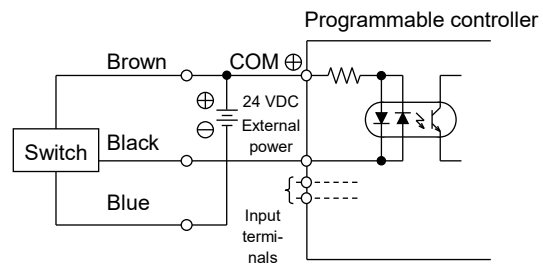 Programmable controller
Brown
COM ⊕
⊕
24 VDC
⊖
External
power
Switch
Black
Blue
Input
termi-
nals